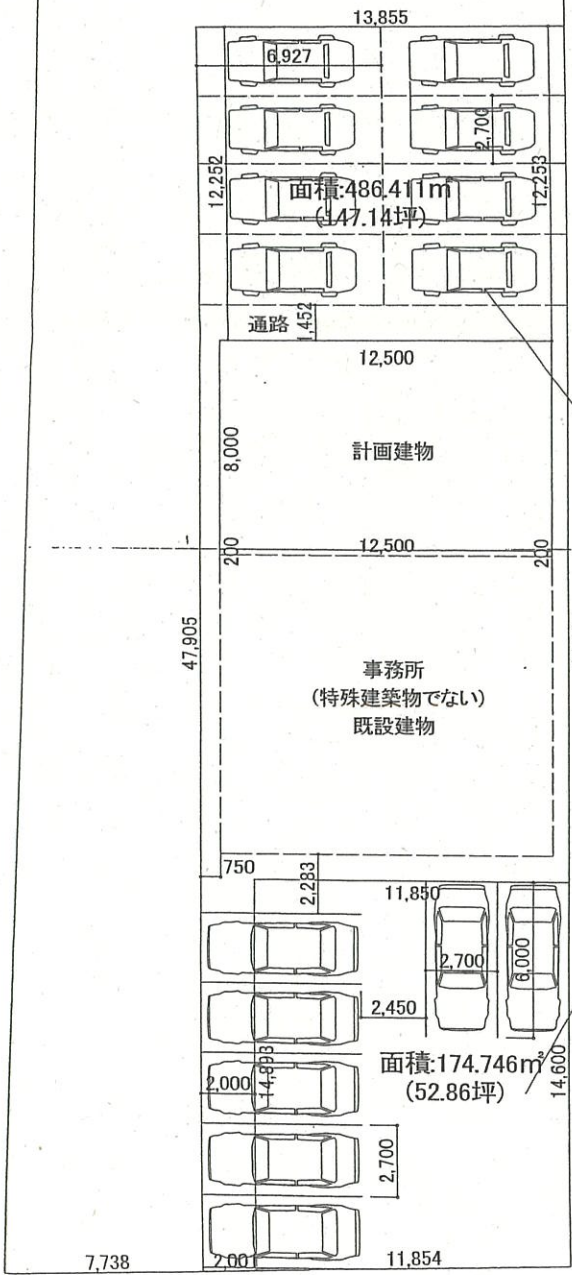 13,855
6,927
2,700
12,252
12,253
面積:486.411㎡
(147.14坪)
通路
1,452
12,500
8,000
計画建物
200
12,500
200
47,905
事務所
(特殊建築物でない)
既設建物
750
2,283
11,850
2,700
6,000
2,450
14,893
面積:174.746㎡
(52.86坪)
14,600
2,000
2,700
7,738
2,001
11,854